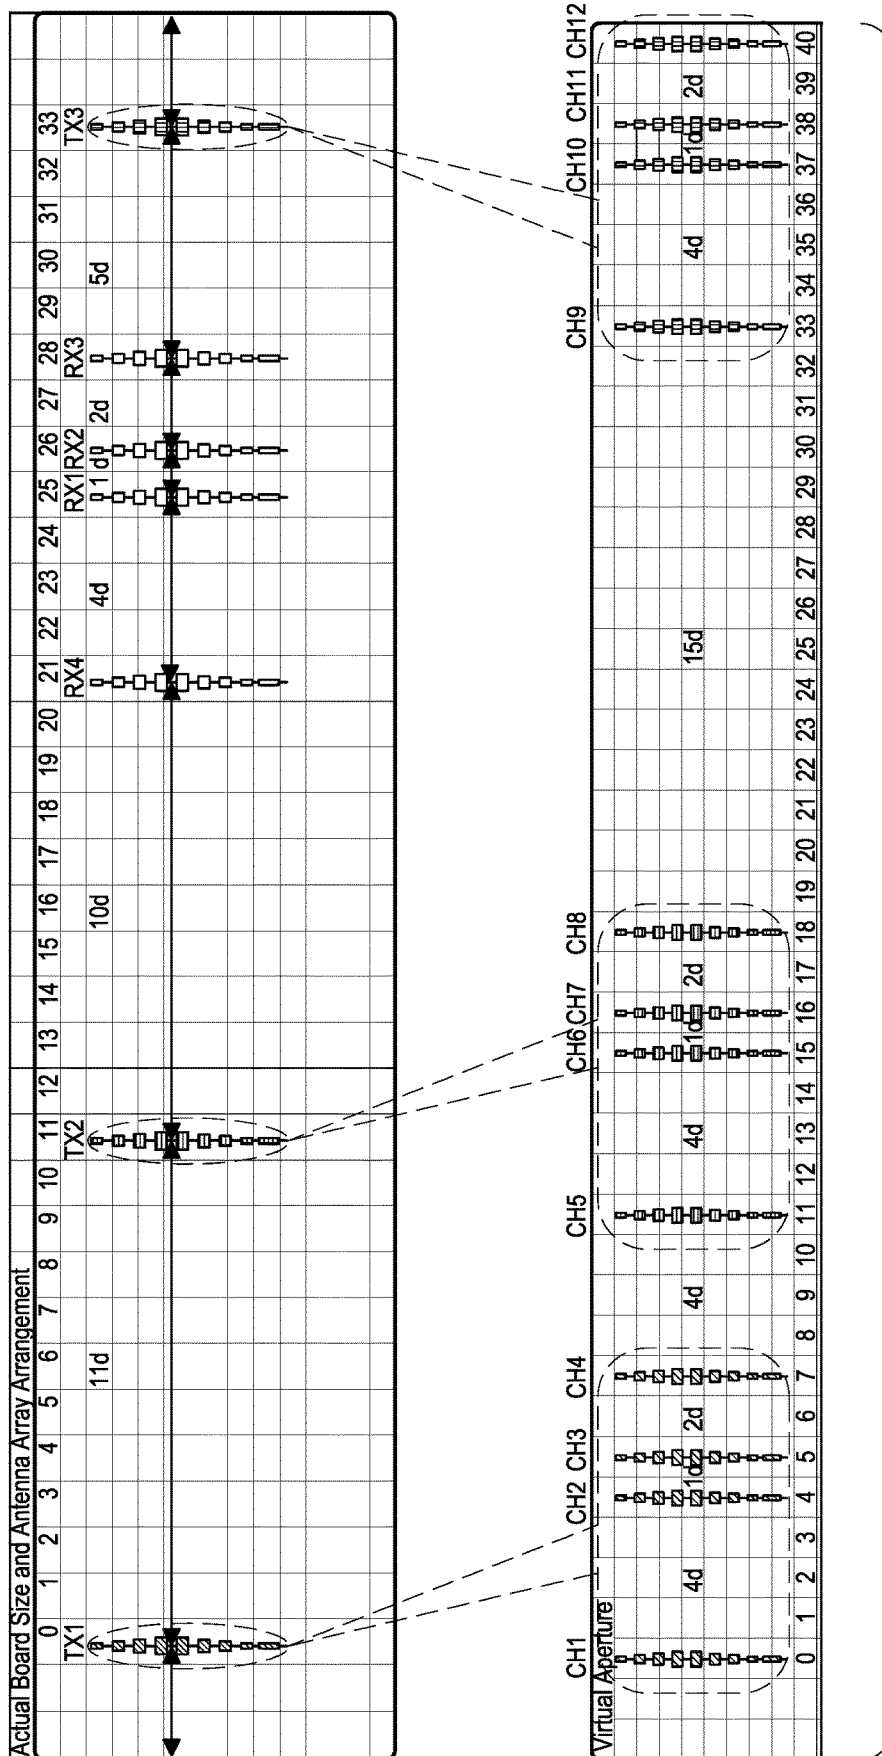 Actual Board Size and Antenna Array Arrangement
0 1 2 3 4 5 6 7 8 9 10 11 12 13 14 15 16 17 18 19 20 21 22 23 24 25 26 27 28 29 30 31 32 33
TX1 TX2 RX4 RX1 RX2 RX3 TX3
11d 10d 4d 1d 2d 5d
CH1 CH2 CH3 CH4 CH5 CH6 CH7 CH8 CH9 CH10 CH11 CH12
Virtual Aperture
4d 1d 2d 4d 4d 1d 2d 15d 4d 1d 2d
0 1 2 3 4 5 6 7 8 9 10 11 12 13 14 15 16 17 18 19 20 21 22 23 24 25 26 27 28 29 30 31 32 33 34 35 36 37 38 39 40